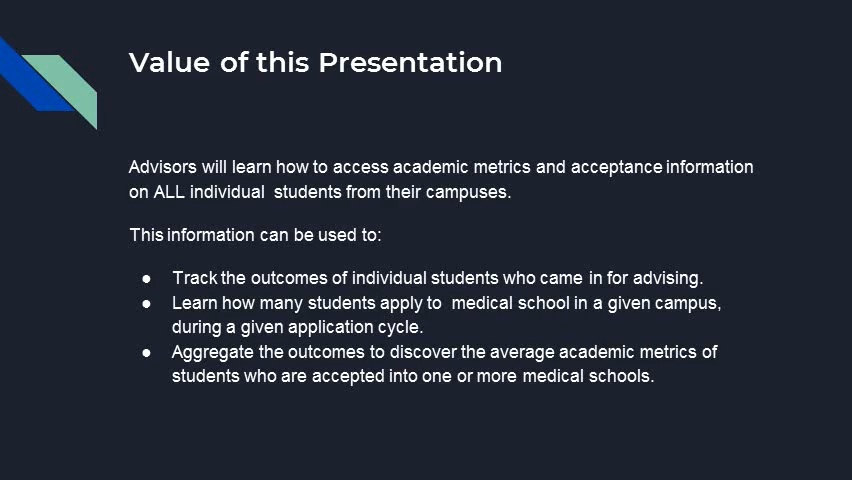 Value of this Presentation
Advisors will learn how to access academic metrics and acceptance information
on ALL individual  students from their campuses.
This information can be used to:
● Track the outcomes of individual students who came in for advising.
● Learn how many students apply to  medical school in a given campus,
during a given application cycle.
● Aggregate the outcomes to discover the average academic metrics of
students who are accepted into one or more medical schools.